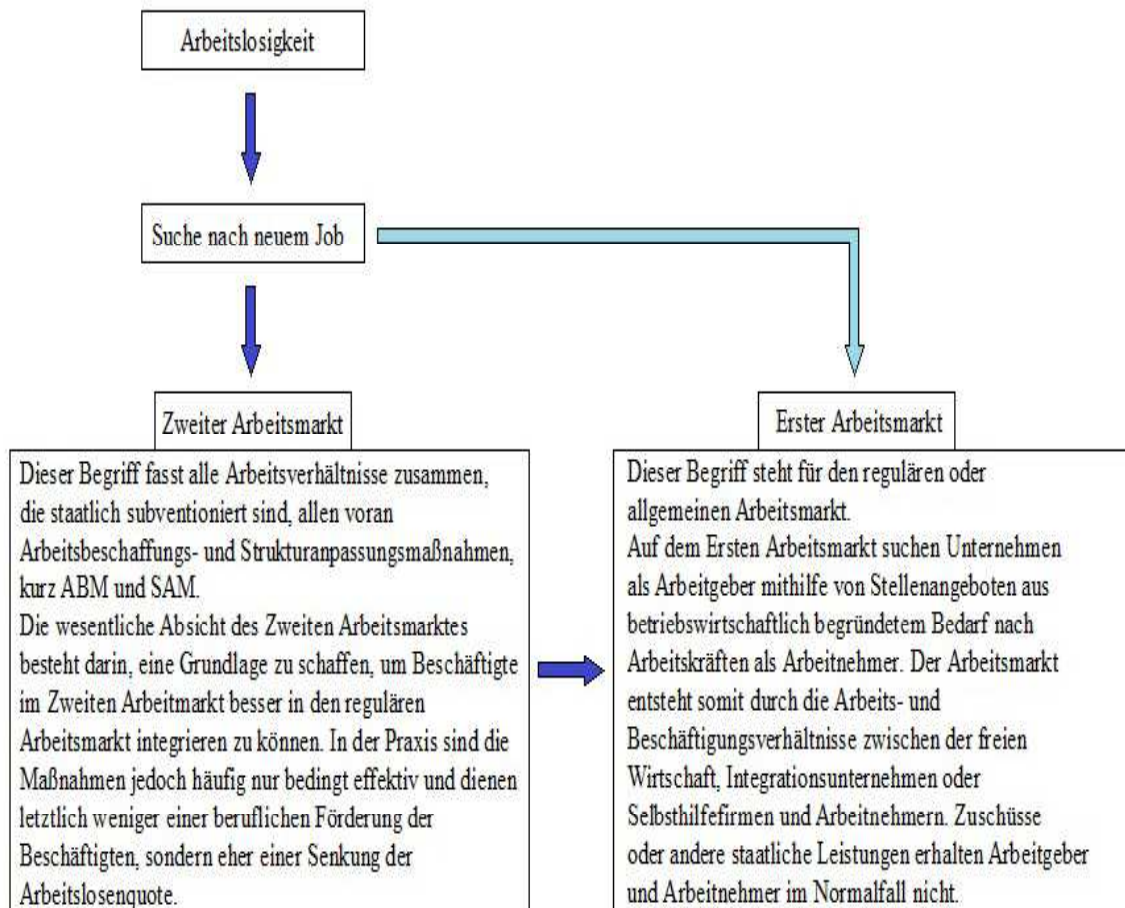 Arbeitslosigkeit
Suche nach neuem Job
Zweiter Arbeitsmarkt
Dieser Begriff fasst alle Arbeitsverhältnisse zusammen,
die staatlich subventioniert sind, allen voran
Arbeitsbeschaffungs- und Strukturanpassungsmaßnahmen,
kurz ABM und SAM.
Die wesentliche Absicht des Zweiten Arbeitsmarktes
besteht darin, eine Grundlage zu schaffen, um Beschäftigte
im Zweiten Arbeitmarkt besser in den regulären
Arbeitsmarkt integrieren zu können. In der Praxis sind die
Maßnahmen jedoch häufig nur bedingt effektiv und dienen
letztlich weniger einer beruflichen Förderung der
Beschäftigten, sondern eher einer Senkung der
Arbeitslosenquote.
Erster Arbeitsmarkt
Dieser Begriff steht für den regulären oder
allgemeinen Arbeitsmarkt.
Auf dem Ersten Arbeitsmarkt suchen Unternehmen
als Arbeitgeber mithilfe von Stellenangeboten aus
betriebswirtschaftlich begründetem Bedarf nach
Arbeitskräften als Arbeitnehmer. Der Arbeitsmarkt
entsteht somit durch die Arbeits- und
Beschäftigungsverhältnisse zwischen der freien
Wirtschaft, Integrationsunternehmen oder
Selbsthilfefirmen und Arbeitnehmern. Zuschüsse
oder andere staatliche Leistungen erhalten Arbeitgeber
und Arbeitnehmer im Normalfall nicht.